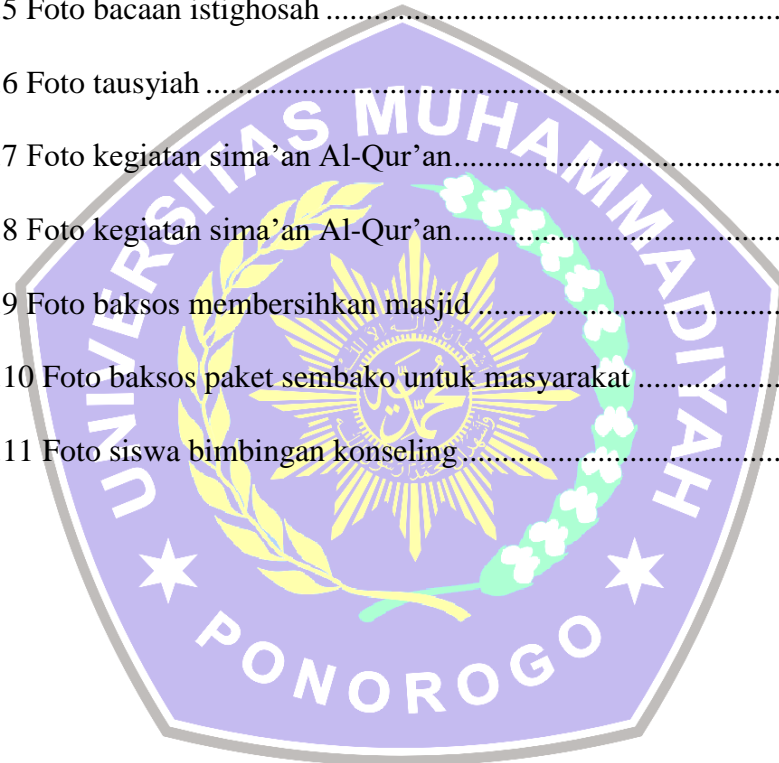 5 Foto bacaan istighosah ..........................................................
6 Foto tausyiah ..........................................................................
7 Foto kegiatan sima’an Al-Qur’an..........................................
8 Foto kegiatan sima’an Al-Qur’an..........................................
9 Foto baksos membersihkan masjid .......................................
10 Foto baksos paket sembako untuk masyarakat ...................
11 Foto siswa bimbingan konseling.........................................
UNIVERSITAS MUHAMMADIYAH
PONOROGO